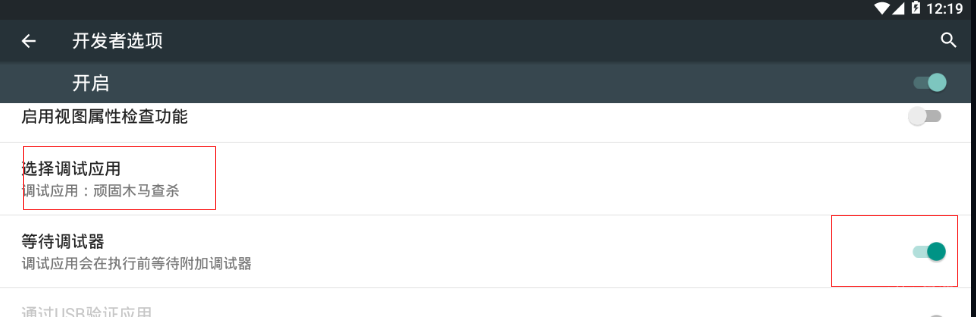 12:19
开发者选项
开启
启用视图属性检查功能
选择调试应用
调试应用：顽固木马查杀
等待调试器
调试应用会在执行前等待附加调试器
通过USB验证应用